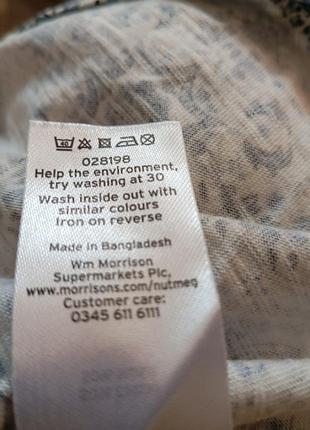 40
028198
Help the environment,
try washing at 30
Wash inside out with
similar colours
Iron on reverse
Made in Bangladesh
Wm Morrison
Supermarkets Plc,
www.morrisons.com/nutmeg
Customer care:
0345 611 6111